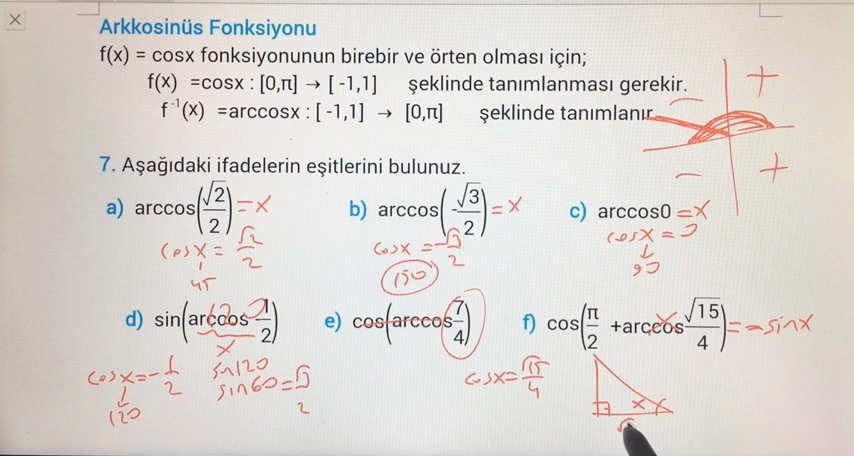 Arkkosinüs Fonksiyonu
f(x) = cosx fonksiyonunun birebir ve örten olması için;
f(x) =cosx : [0,π] → [ -1,1] şeklinde tanımlanması gerekir.
f⁻¹(x) =arccosx : [ -1,1] → [0,π] şeklinde tanımlanır.
7. Aşağıdaki ifadelerin eşitlerini bulunuz.
a) arccos(√2/2) = x
b) arccos(-√3/2) = x
c) arccos0 = x
cosx = √2/2
45
cosx = -√3/2
150
cosx = 0
90
d) sin(arccos -1/2)
e) cos(arccos 7/4)
f) cos(π/2 +arccos √15/4) = -sinx
x
cosx = -1/2
120
sin120
sin60 = √3/2
cosx = √15/4
x